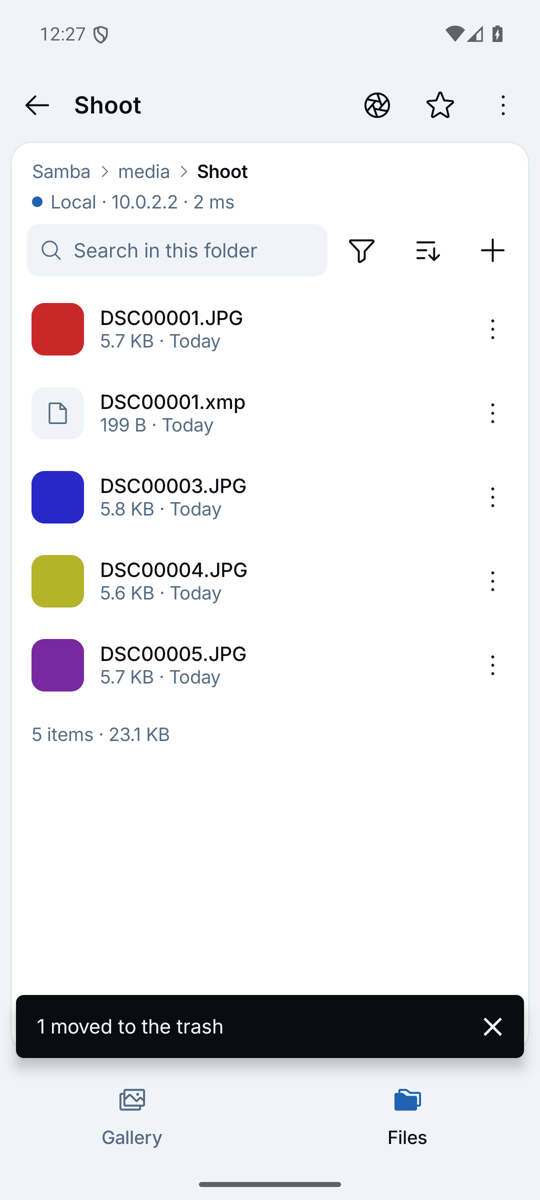 12:27
Shoot
Samba > media > Shoot
Local · 10.0.2.2 · 2 ms
Search in this folder
DSC00001.JPG
5.7 KB · Today
DSC00001.xmp
199 B · Today
DSC00003.JPG
5.8 KB · Today
DSC00004.JPG
5.6 KB · Today
DSC00005.JPG
5.7 KB · Today
5 items · 23.1 KB
1 moved to the trash
Gallery
Files